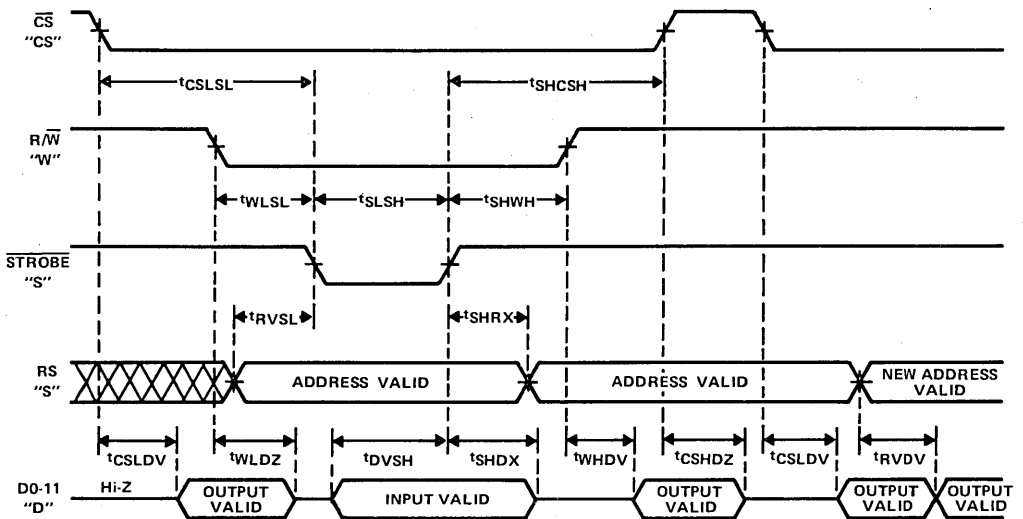 CS
"CS"
tCSLSL
tSHCSH
R/W
"W"
tWLSL
tSLSH
tSHWH
STROBE
"S"
tRVSL
tSHRX
RS
"S"
ADDRESS VALID
ADDRESS VALID
NEW ADDRESS
VALID
tCSLDV
tWLDZ
tDVSH
tSHDX
tWHDV
tCSHDZ
tCSLDV
tRVDV
D0-11
"D"
Hi-Z
OUTPUT
VALID
INPUT VALID
OUTPUT
VALID
OUTPUT
VALID
OUTPUT
VALID